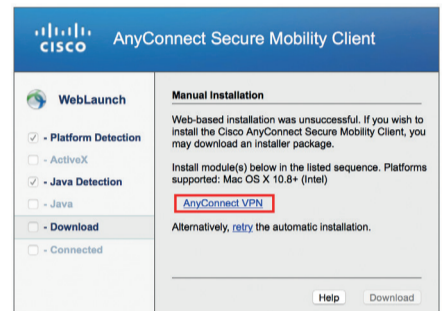 CISCO
AnyConnect Secure Mobility Client
WebLaunch
- Platform Detection
- ActiveX
- Java Detection
- Java
- Download
- Connected
Manual Installation
Web-based installation was unsuccessful. If you wish to
install the Cisco AnyConnect Secure Mobility Client, you
may download an installer package.
Install module(s) below in the listed sequence. Platforms
supported: Mac OS X 10.8+ (Intel)
AnyConnect VPN
Alternatively, retry the automatic installation.
Help
Download